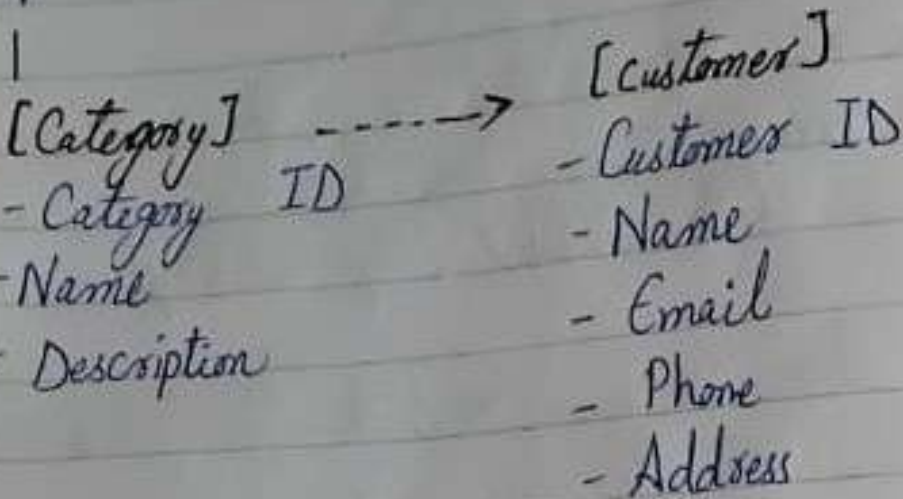 [Category] -----> [Customer]
- Category ID
- Name
- Description
- Customer ID
- Name
- Email
- Phone
- Address